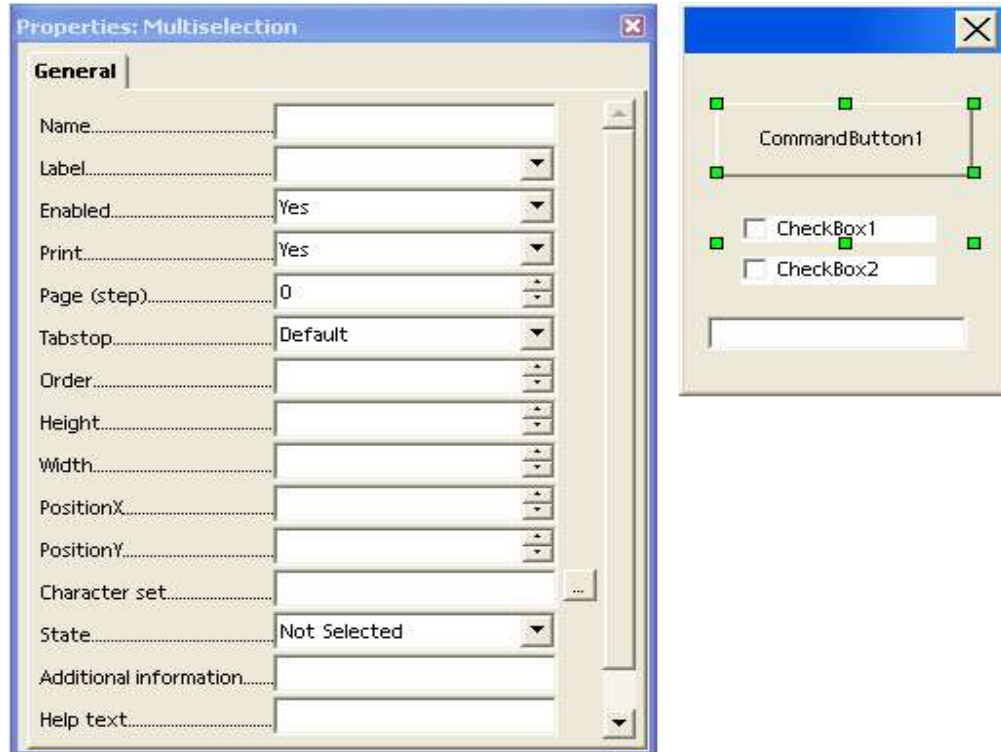 Properties: Multiselection
General
Name
Label
Enabled Yes
Print Yes
Page (step) 0
Tabstop Default
Order
Height
Width
PositionX
PositionY
Character set ...
State Not Selected
Additional information
Help text
CommandButton1
CheckBox1
CheckBox2